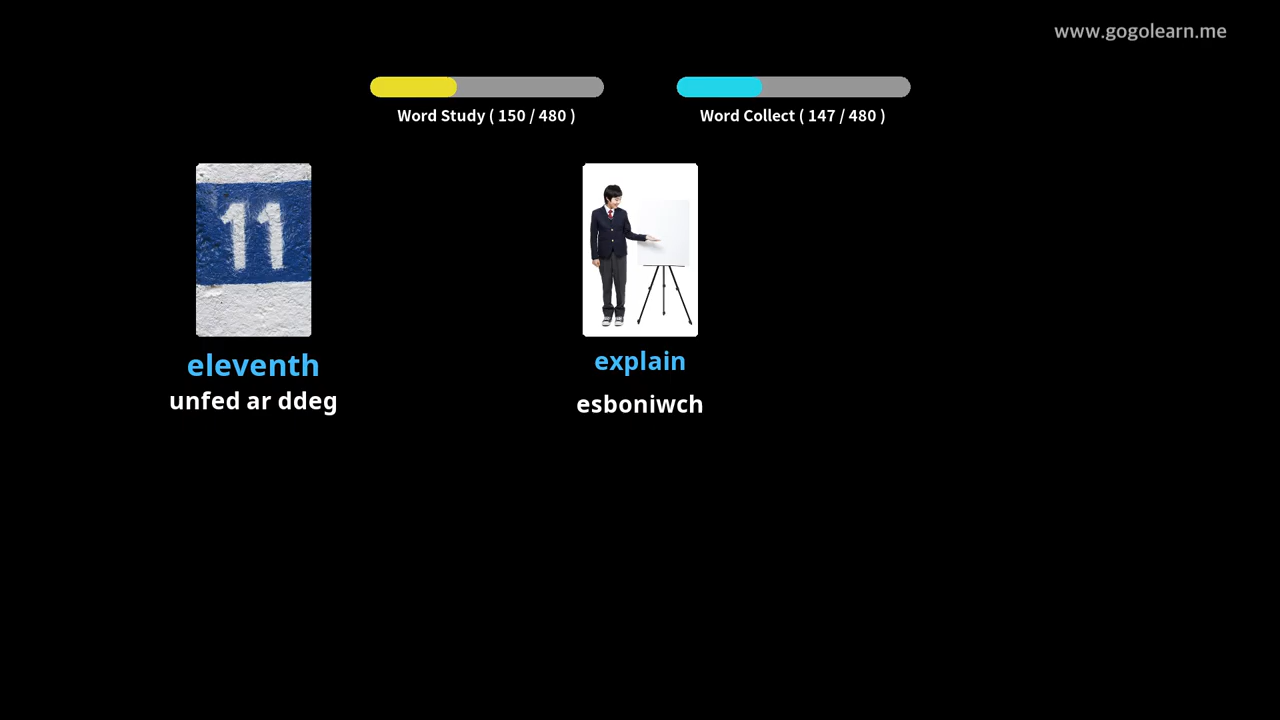 www.gogolearn.me
Word Study ( 150 / 480 )
Word Collect ( 147 / 480 )
11
eleventh
unfed ar ddeg
explain
esboniwch